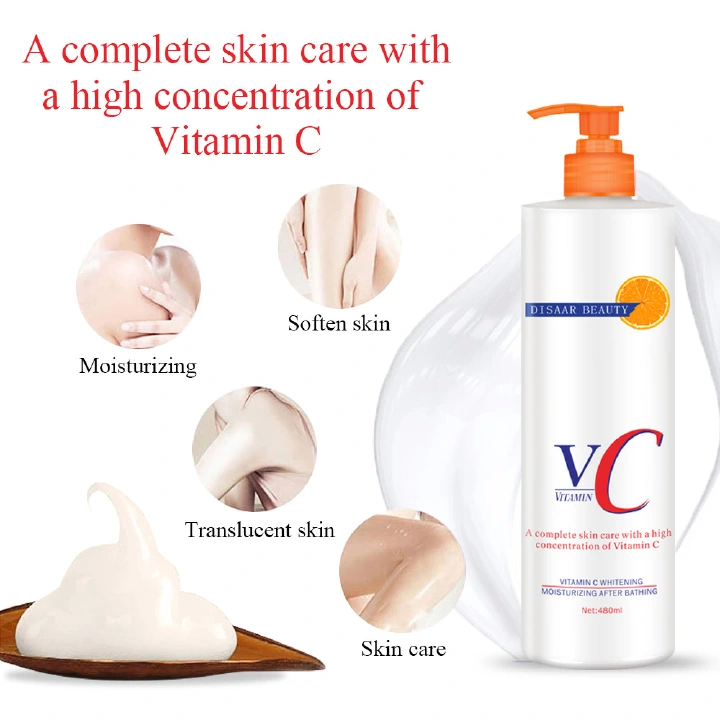 A complete skin care with
a high concentration of
Vitamin C
Soften skin
Moisturizing
Translucent skin
Skin care
DISAAR BEAUTY
VC
VITAMIN
A complete skin care with a high
concentration of Vitamin C
VITAMIN C WHITENING
MOISTURIZING AFTER BATHING
Net:480ml